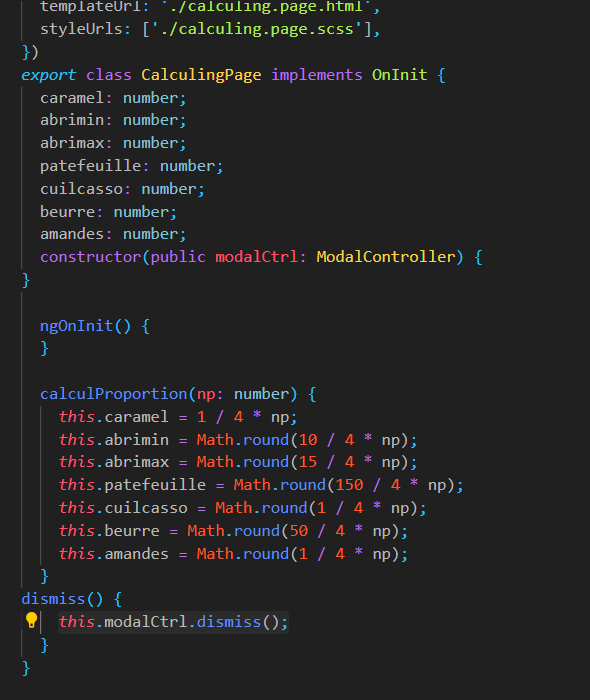 templateUrl: './calculing.page.html',
styleUrls: ['./calculing.page.scss'],
})
export class CalculingPage implements OnInit {
caramel: number;
abrimin: number;
abrimax: number;
patefeuille: number;
cuilcasso: number;
beurre: number;
amandes: number;
constructor(public modalCtrl: ModalController) {
}
ngOnInit() {
}
calculProportion(np: number) {
this.caramel = 1 / 4 * np;
this.abrimin = Math.round(10 / 4 * np);
this.abrimax = Math.round(15 / 4 * np);
this.patefeuille = Math.round(150 / 4 * np);
this.cuilcasso = Math.round(1 / 4 * np);
this.beurre = Math.round(50 / 4 * np);
this.amandes = Math.round(1 / 4 * np);
}
dismiss() {
this.modalCtrl.dismiss();
}
}